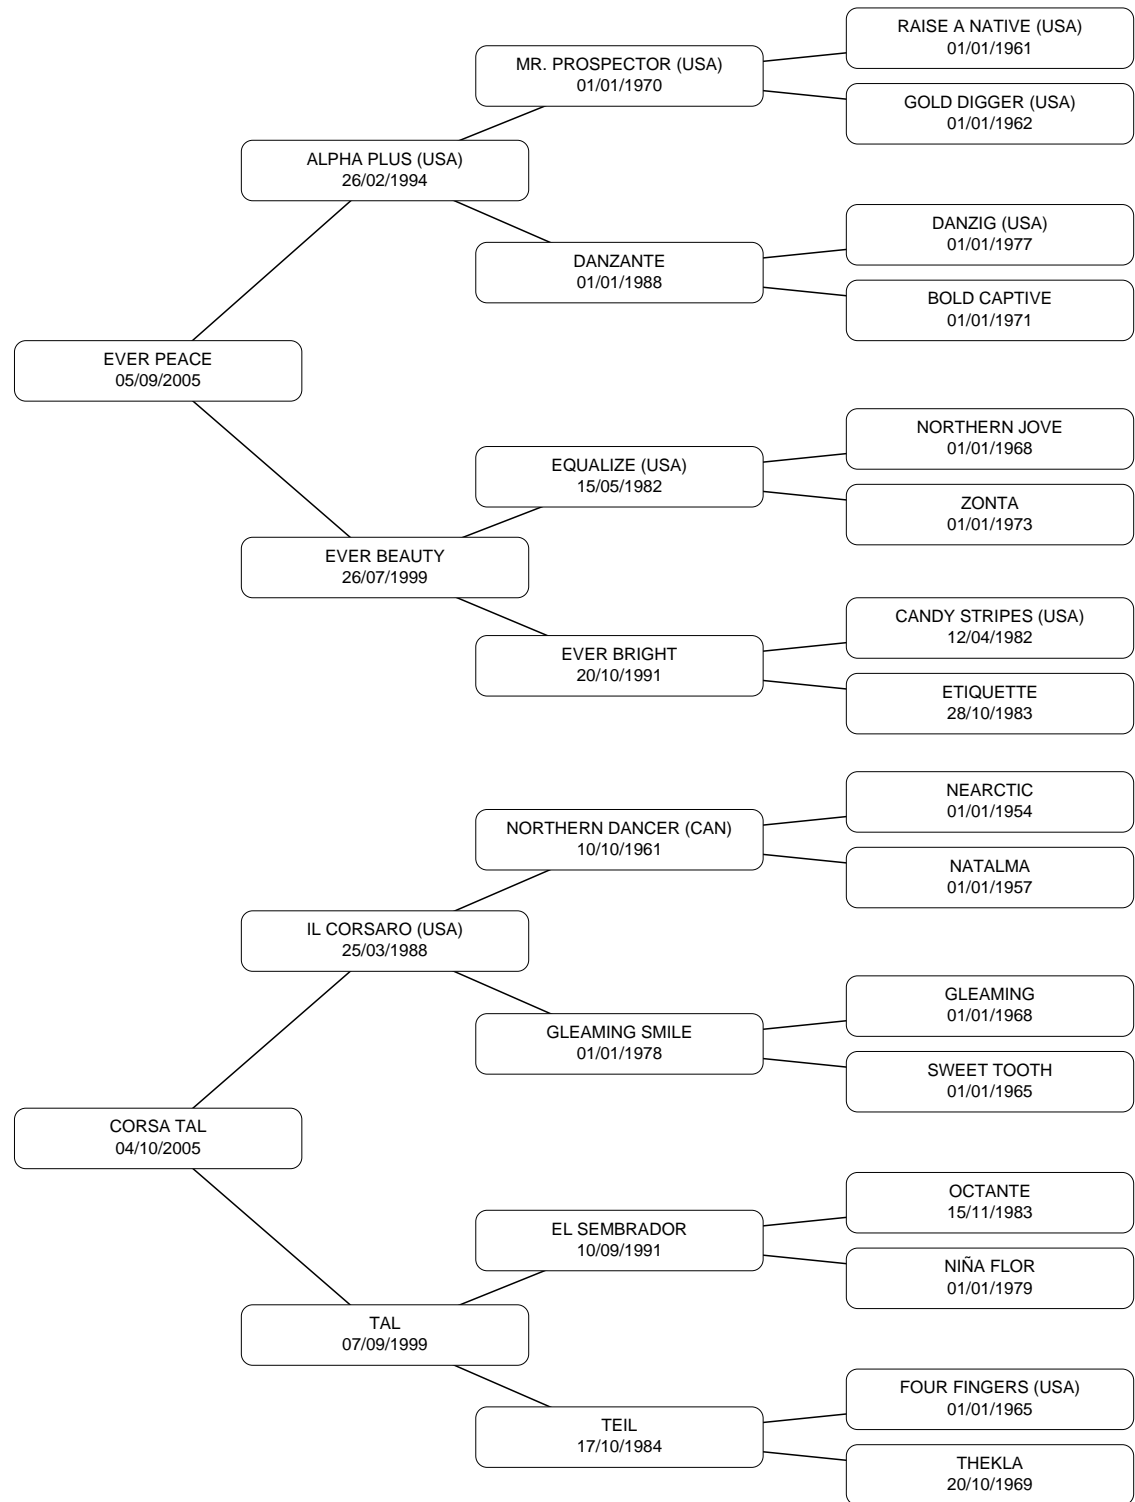 RAISE A NATIVE (USA)
01/01/1961
MR. PROSPECTOR (USA)
01/01/1970
GOLD DIGGER (USA)
01/01/1962
ALPHA PLUS (USA)
26/02/1994
DANZIG (USA)
01/01/1977
DANZANTE
01/01/1988
BOLD CAPTIVE
01/01/1971
EVER PEACE
05/09/2005
NORTHERN JOVE
01/01/1968
EQUALIZE (USA)
15/05/1982
ZONTA
01/01/1973
EVER BEAUTY
26/07/1999
CANDY STRIPES (USA)
12/04/1982
EVER BRIGHT
20/10/1991
ETIQUETTE
28/10/1983
NEARCTIC
01/01/1954
NORTHERN DANCER (CAN)
10/10/1961
NATALMA
01/01/1957
IL CORSARO (USA)
25/03/1988
GLEAMING
01/01/1968
GLEAMING SMILE
01/01/1978
SWEET TOOTH
01/01/1965
CORSA TAL
04/10/2005
OCTANTE
15/11/1983
EL SEMBRADOR
10/09/1991
NIÑA FLOR
01/01/1979
TAL
07/09/1999
FOUR FINGERS (USA)
01/01/1965
TEIL
17/10/1984
THEKLA
20/10/1969